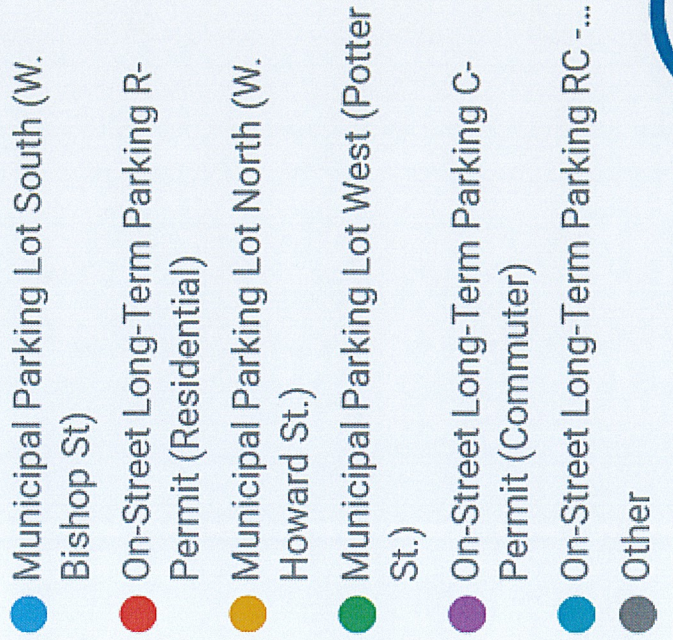 Municipal Parking Lot South (W.
Bishop St)
On-Street Long-Term Parking R-
Permit (Residential)
Municipal Parking Lot North (W.
Howard St.)
Municipal Parking Lot West (Potter
St.)
On-Street Long-Term Parking C-
Permit (Commuter)
On-Street Long-Term Parking RC -...
Other